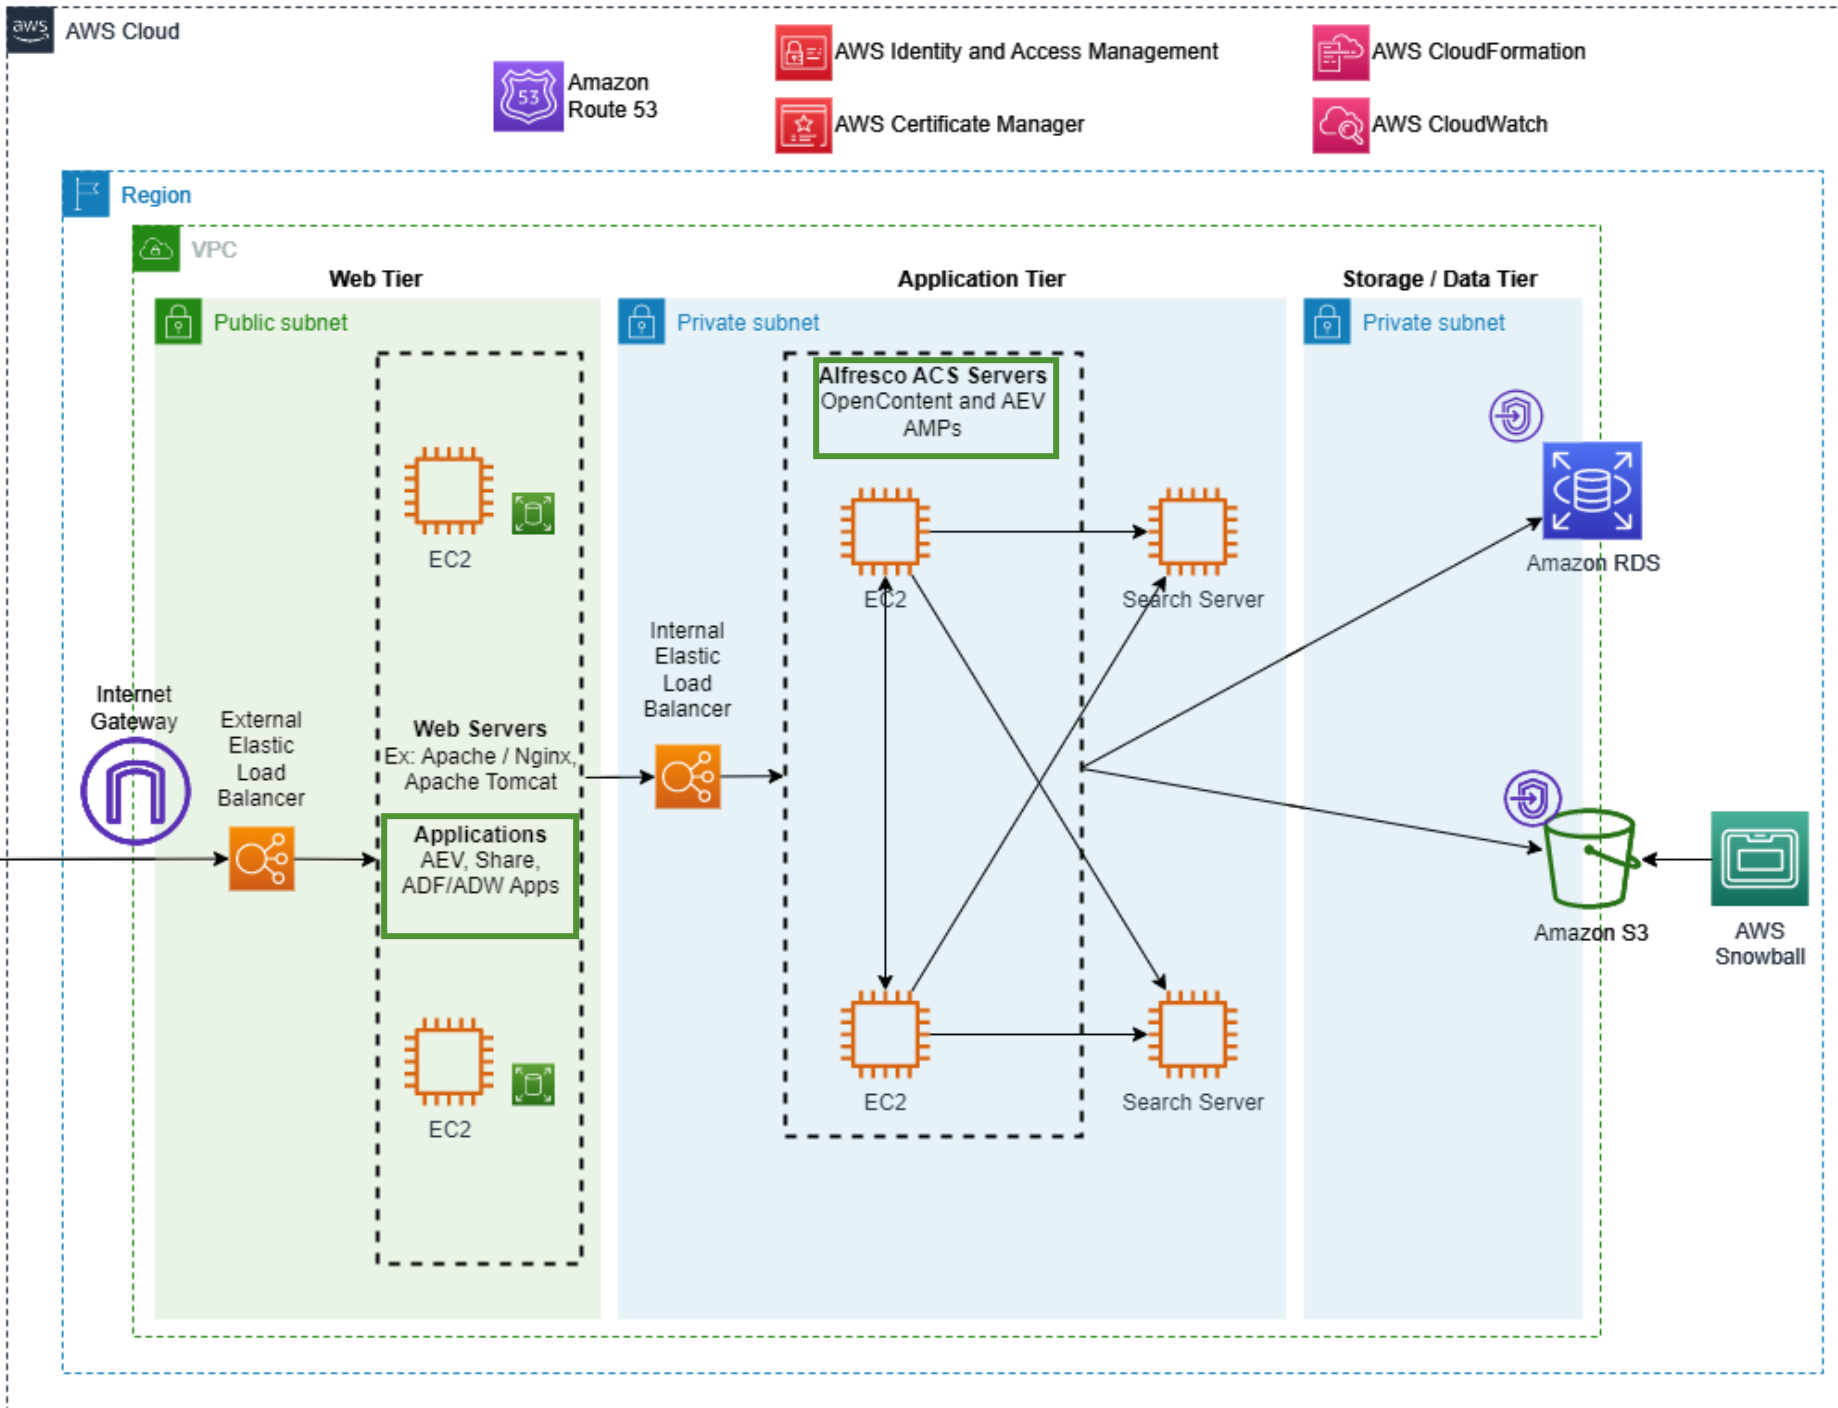 aws
AWS Cloud
53
Amazon
Route 53
AWS Identity and Access Management
AWS Certificate Manager
AWS CloudFormation
AWS CloudWatch
Region
VPC
Web Tier
Application Tier
Storage / Data Tier
Public subnet
Private subnet
Private subnet
EC2
Internet
Gateway
External
Elastic
Load
Balancer
Web Servers
Ex: Apache / Nginx,
Apache Tomcat
Applications
AEV, Share,
ADF/ADW Apps
EC2
Internal
Elastic
Load
Balancer
Alfresco ACS Servers
OpenContent and AEV
AMPs
EC2
Search Server
EC2
Search Server
Amazon RDS
Amazon S3
AWS
Snowball